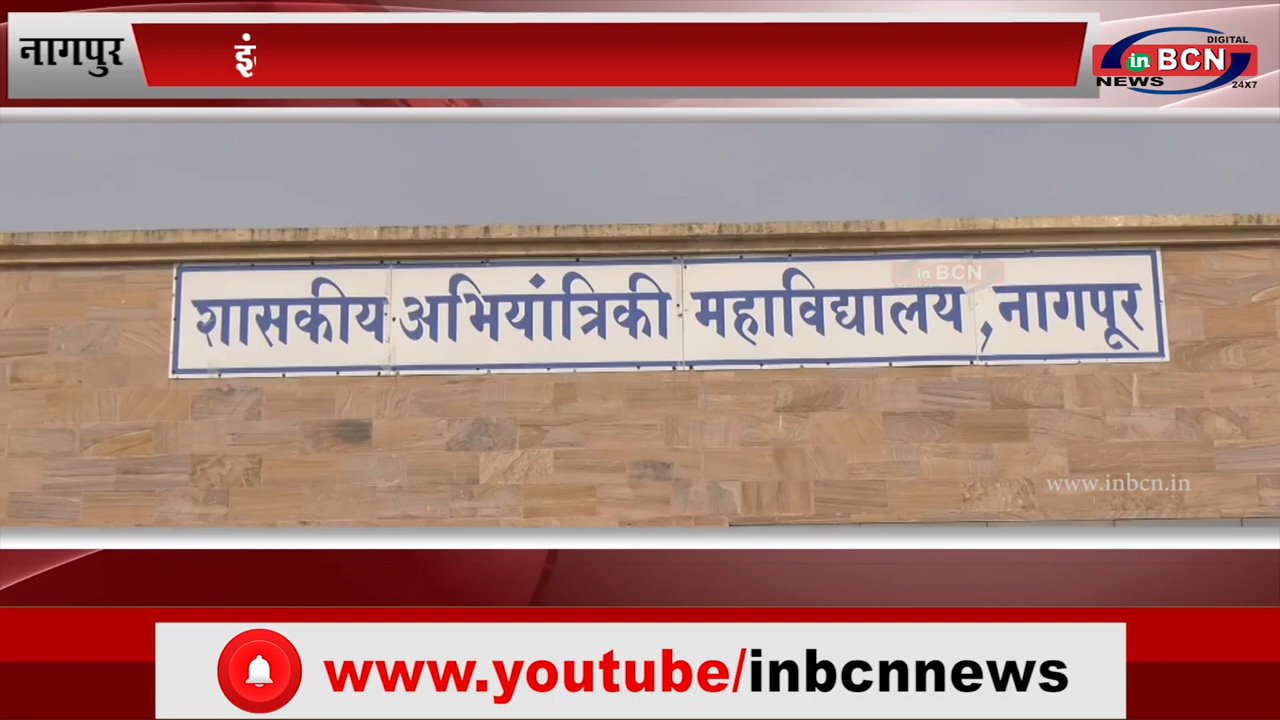 नागपुर
DIGITAL
in BCN
NEWS 24X7
in BCN
शासकीय अभियांत्रिकी महाविद्यालय, नागपूर
www.inbcn.in
www.youtube/inbcnnews